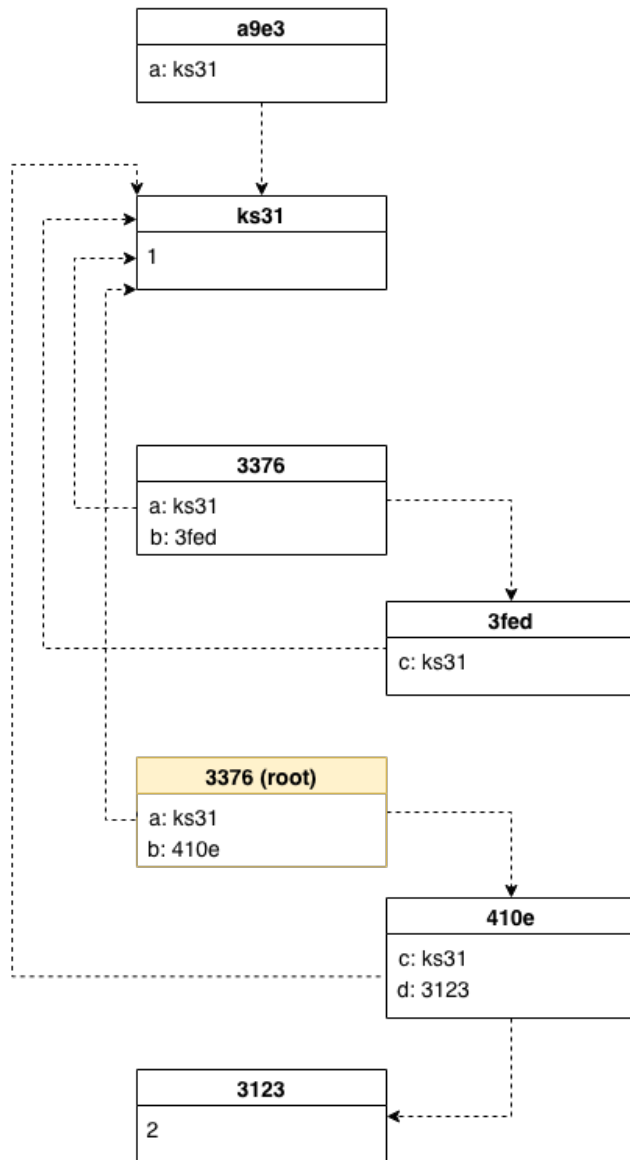 a9e3
a: ks31
ks31
1
3376
a: ks31
b: 3fed
3fed
c: ks31
3376 (root)
a: ks31
b: 410e
410e
c: ks31
d: 3123
3123
2